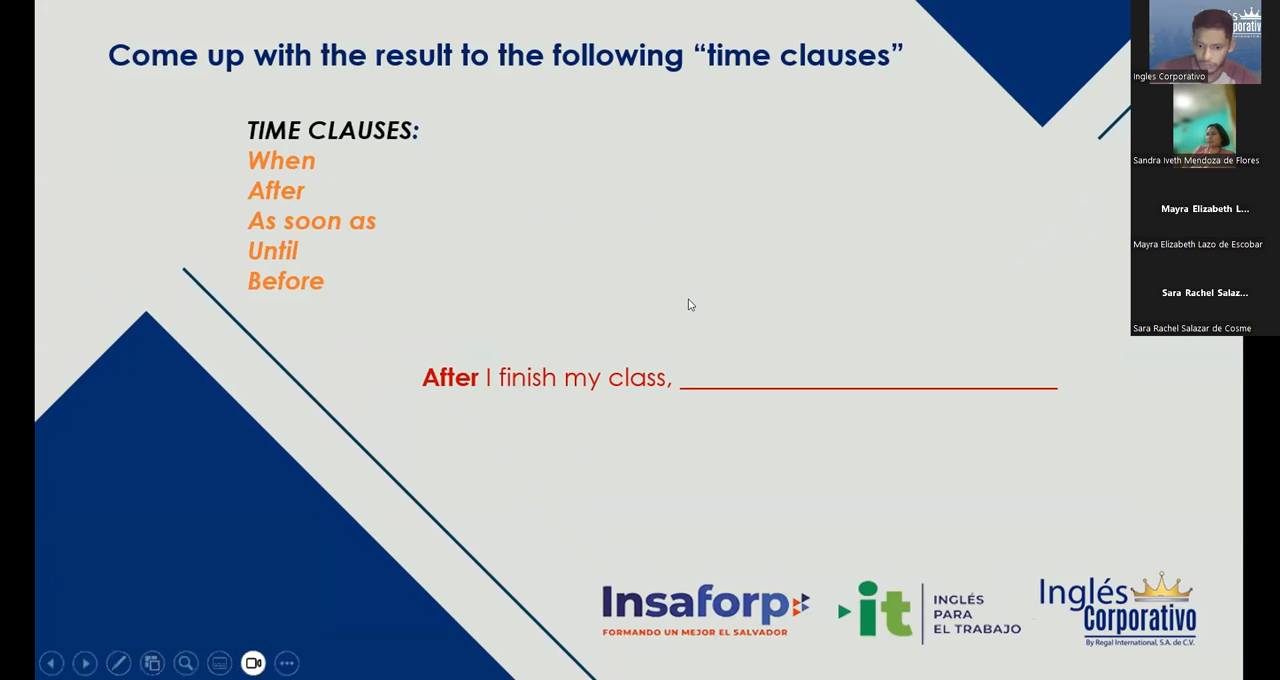 Come up with the result to the following “time clauses”
TIME CLAUSES:
When
After
As soon as
Until
Before
After I finish my class, ____________________________
Insaforp
FORMANDO UN MEJOR EL SALVADOR
it
INGLÉS
PARA
EL TRABAJO
Inglés
Corporativo
By Regal International, S.A. de C.V.
Ingles Corporativo
Sandra Iveth Mendoza de Flores
Mayra Elizabeth L...
Mayra Elizabeth Lazo de Escobar
Sara Rachel Salaz...
Sara Rachel Salazar de Cosme